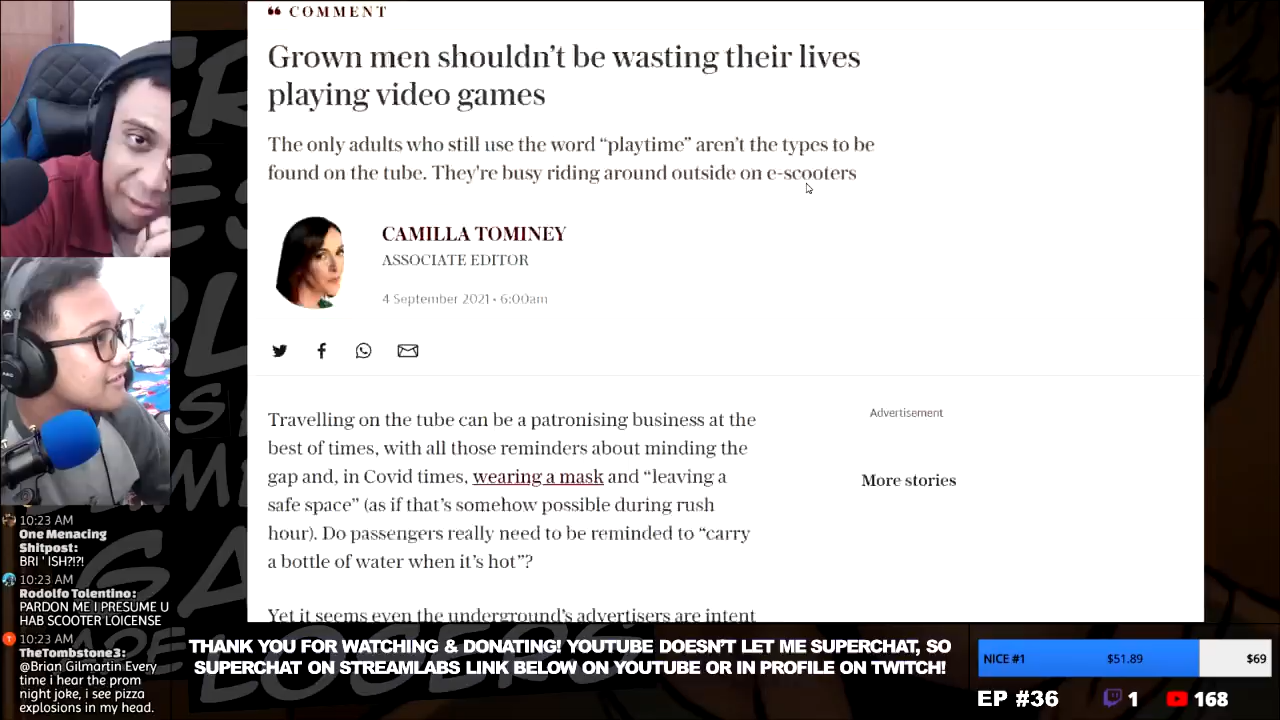 ❝ COMMENT
Grown men shouldn't be wasting their lives
playing video games
The only adults who still use the word “playtime” aren't the types to be
found on the tube. They're busy riding around outside on e-scooters
CAMILLA TOMINEY
ASSOCIATE EDITOR
4 September 2021 • 6:00am
Travelling on the tube can be a patronising business at the
best of times, with all those reminders about minding the
gap and, in Covid times, wearing a mask and “leaving a
safe space” (as if that's somehow possible during rush
hour). Do passengers really need to be reminded to “carry
a bottle of water when it's hot”?
Yet it seems even the underground's advertisers are intent
Advertisement
More stories
10:23 AM
One Menacing
Shitpost:
BRI ' ISH?!?!
10:23 AM
Rodolfo Tolentino:
PARDON ME I PRESUME U
HAB SCOOTER LOICENSE
10:23 AM
TheTombstone3:
@Brian Gilmartin Every
time i hear the prom
night joke, i see pizza
explosions in my head.
THANK YOU FOR WATCHING & DONATING! YOUTUBE DOESN'T LET ME SUPERCHAT, SO
SUPERCHAT ON STREAMLABS LINK BELOW ON YOUTUBE OR IN PROFILE ON TWITCH!
NICE #1 $51.89 $69
EP #36 1 168